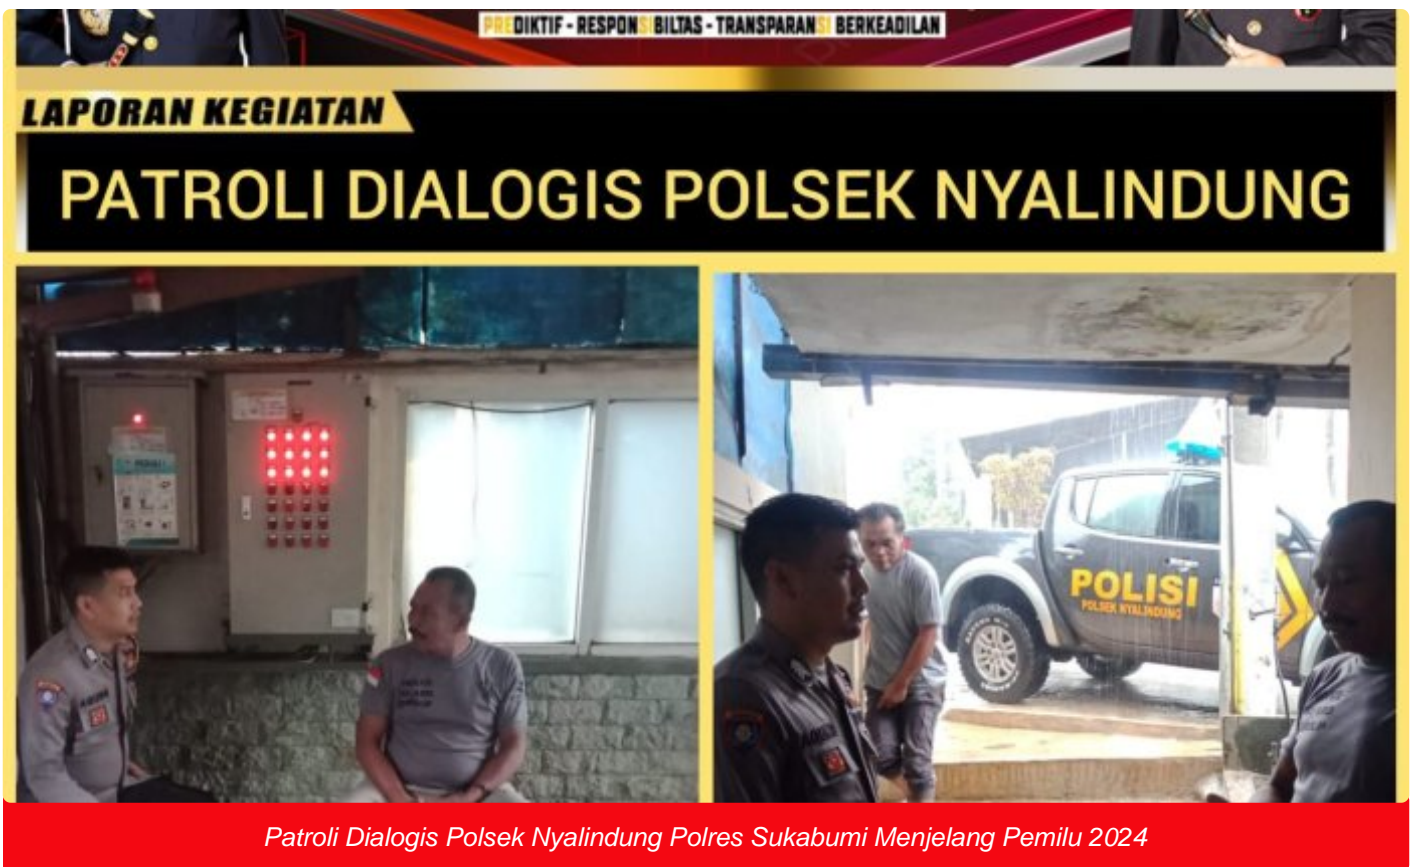 PREDIKTIF - RESPONSIBILTAS - TRANSPARANSI BERKEADILAN
LAPORAN KEGIATAN
PATROLI DIALOGIS POLSEK NYALINDUNG
POLISI
POLSEK NYALINDUNG
Patroli Dialogis Polsek Nyalindung Polres Sukabumi Menjelang Pemilu 2024